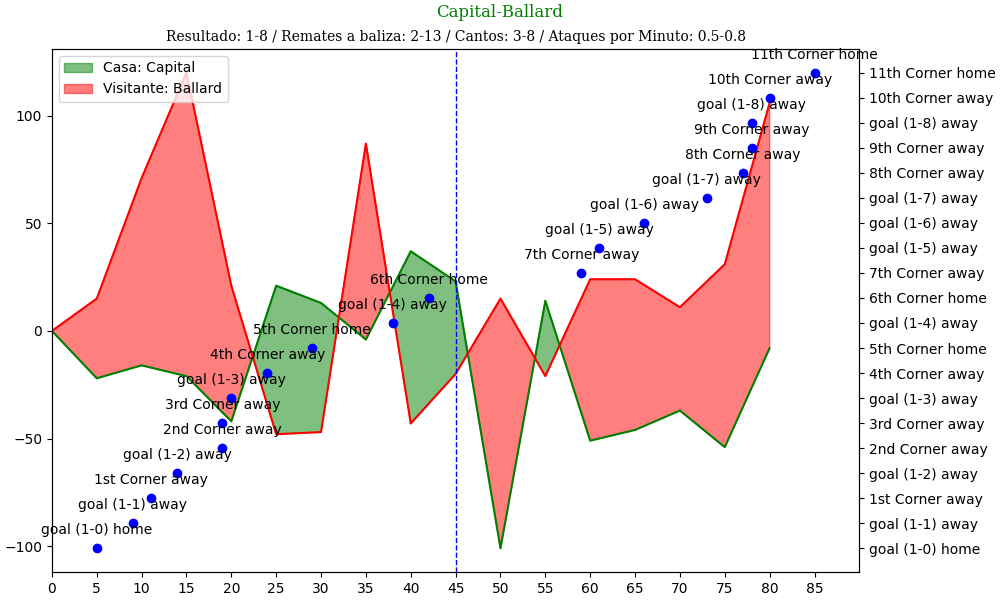 Capital-Ballard
Resultado: 1-8 / Remates a baliza: 2-13 / Cantos: 3-8 / Ataques por Minuto: 0.5-0.8
Casa: Capital
Visitante: Ballard
100
50
0
−50
−100
0 5 10 15 20 25 30 35 40 45 50 55 60 65 70 75 80 85
11th Corner home
10th Corner away
goal (1-8) away
9th Corner away
8th Corner away
goal (1-7) away
goal (1-6) away
goal (1-5) away
7th Corner away
6th Corner home
goal (1-4) away
5th Corner home
4th Corner away
goal (1-3) away
3rd Corner away
2nd Corner away
goal (1-2) away
1st Corner away
goal (1-1) away
goal (1-0) home
11th Corner home
10th Corner away
goal (1-8) away
9th Corner away
8th Corner away
goal (1-7) away
goal (1-6) away
goal (1-5) away
7th Corner away
6th Corner home
goal (1-4) away
5th Corner home
4th Corner away
goal (1-3) away
3rd Corner away
2nd Corner away
goal (1-2) away
1st Corner away
goal (1-1) away
goal (1-0) home